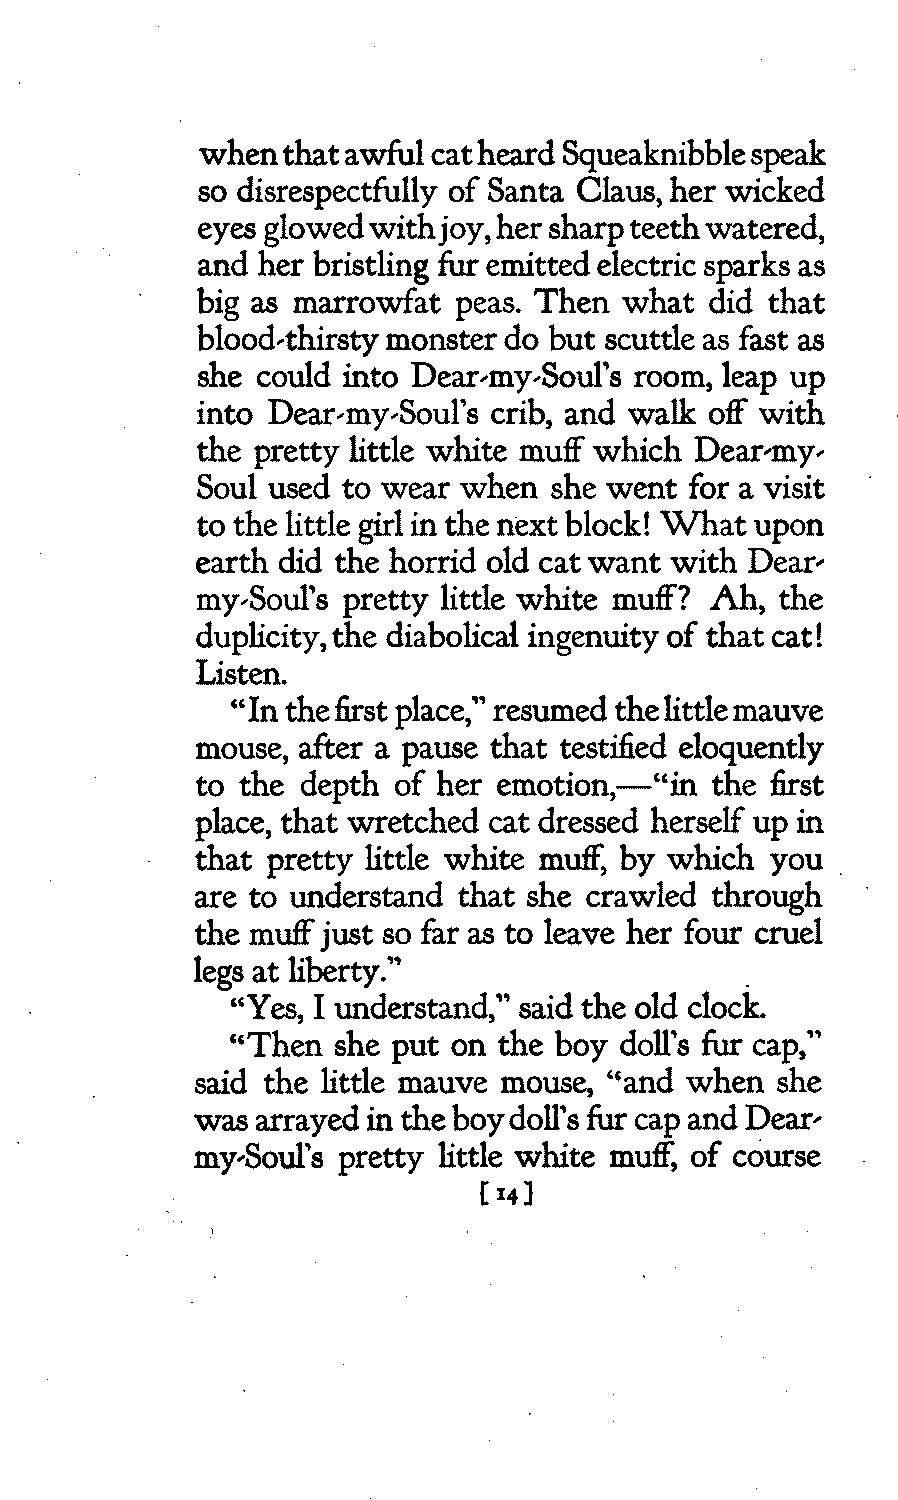 when that awful cat heard Squeaknibble speak
so disrespectfully of Santa Claus, her wicked
eyes glowed with joy, her sharp teeth watered,
and her bristling fur emitted electric sparks as
big as marrowfat peas. Then what did that
blood-thirsty monster do but scuttle as fast as
she could into Dear-my-Soul's room, leap up
into Dear-my-Soul's crib, and walk off with
the pretty little white muff which Dear-my-
Soul used to wear when she went for a visit
to the little girl in the next block! What upon
earth did the horrid old cat want with Dear-
my-Soul's pretty little white muff? Ah, the
duplicity, the diabolical ingenuity of that cat!
Listen.
"In the first place," resumed the little mauve
mouse, after a pause that testified eloquently
to the depth of her emotion,—"in the first
place, that wretched cat dressed herself up in
that pretty little white muff, by which you
are to understand that she crawled through
the muff just so far as to leave her four cruel
legs at liberty."
"Yes, I understand," said the old clock.
"Then she put on the boy doll's fur cap,"
said the little mauve mouse, "and when she
was arrayed in the boy doll's fur cap and Dear-
my-Soul's pretty little white muff, of course
[14]